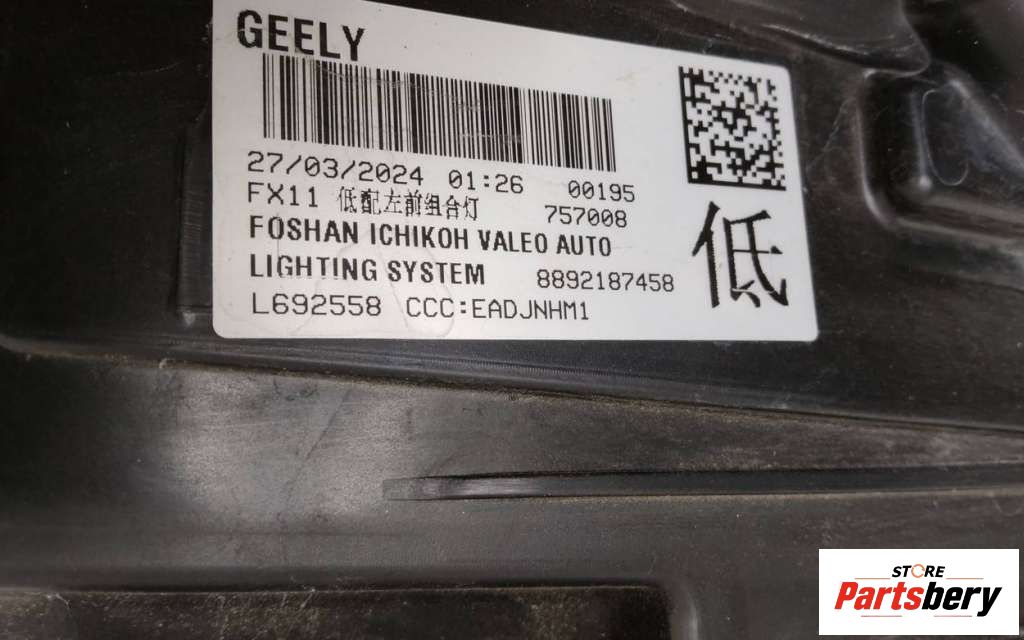 GEELY
27/03/2024 01:26 00195
FX11 低配左前组合灯 757008
FOSHAN ICHIKOH VALEO AUTO
LIGHTING SYSTEM 8892187458
L692558 CCC:EADJNHM1
低
STORE
Partsbery